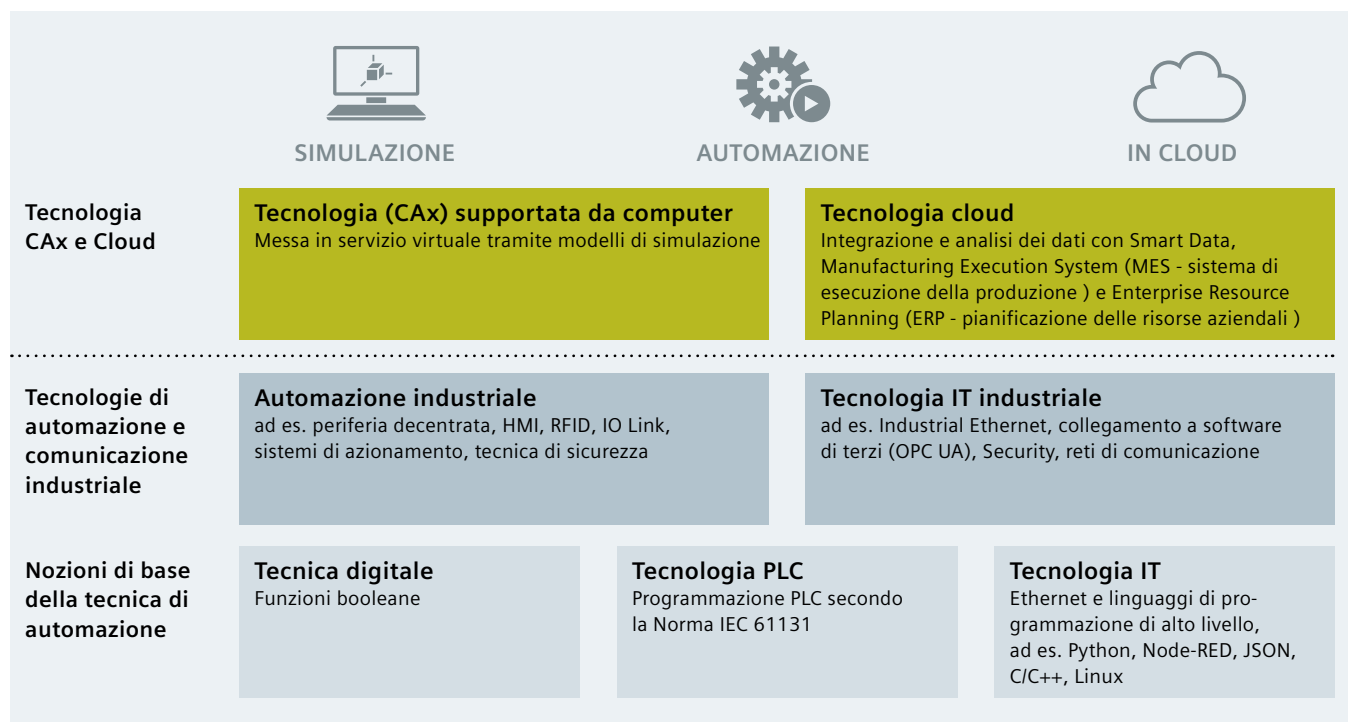 SIMULAZIONE
AUTOMAZIONE
IN CLOUD
Tecnologia
CAx e Cloud
Tecnologia (CAx) supportata da computer
Messa in servizio virtuale tramite modelli di simulazione
Tecnologia cloud
Integrazione e analisi dei dati con Smart Data,
Manufacturing Execution System (MES - sistema di
esecuzione della produzione ) e Enterprise Resource
Planning (ERP - pianificazione delle risorse aziendali )
Tecnologie di
automazione e
comunicazione
industriale
Automazione industriale
ad es. periferia decentrata, HMI, RFID, IO Link,
sistemi di azionamento, tecnica di sicurezza
Tecnologia IT industriale
ad es. Industrial Ethernet, collegamento a software
di terzi (OPC UA), Security, reti di comunicazione
Nozioni di base
della tecnica di
automazione
Tecnica digitale
Funzioni booleane
Tecnologia PLC
Programmazione PLC secondo
la Norma IEC 61131
Tecnologia IT
Ethernet e linguaggi di pro-
grammazione di alto livello,
ad es. Python, Node-RED, JSON,
C/C++, Linux